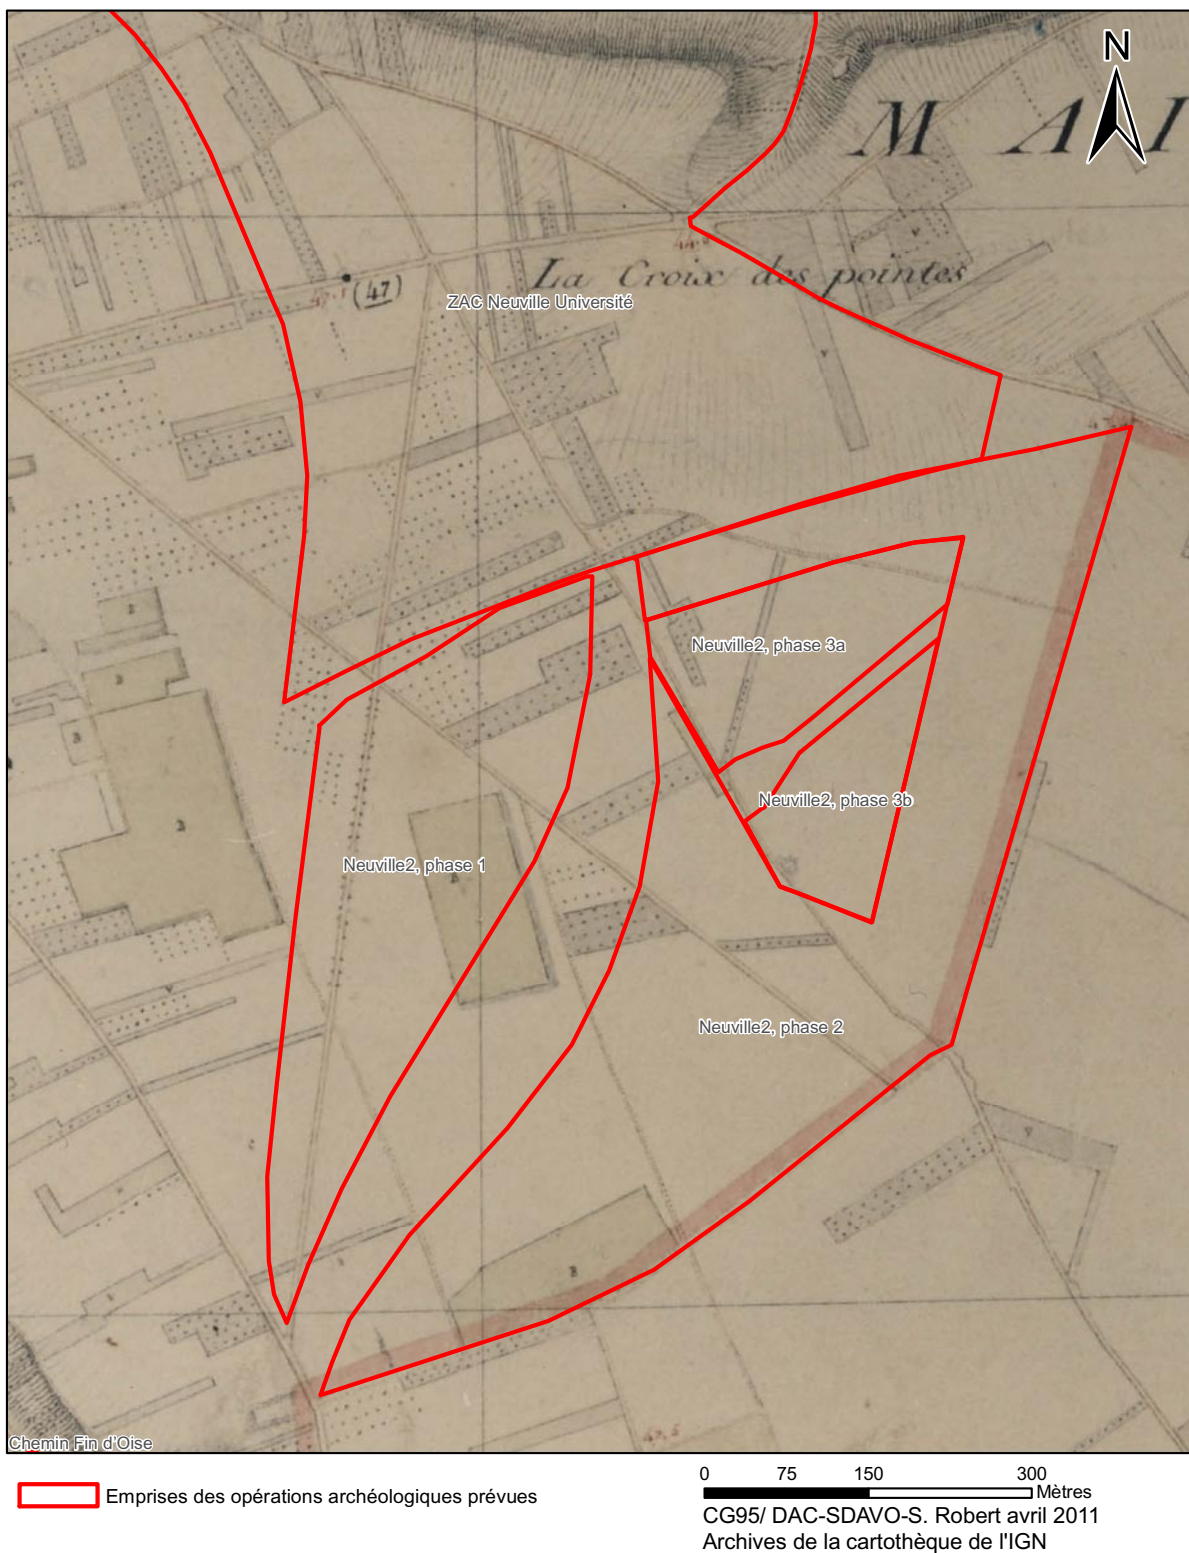 N
M A I
La Croix des pointes
(47)
ZAC Neuville Université
Neuville2, phase 3a
Neuville2, phase 3b
Neuville2, phase 1
Neuville2, phase 2
Chemin Fin d'Oise
Emprises des opérations archéologiques prévues
0 75 150 300
Mètres
CG95/ DAC-SDAVO-S. Robert avril 2011
Archives de la cartothèque de l'IGN